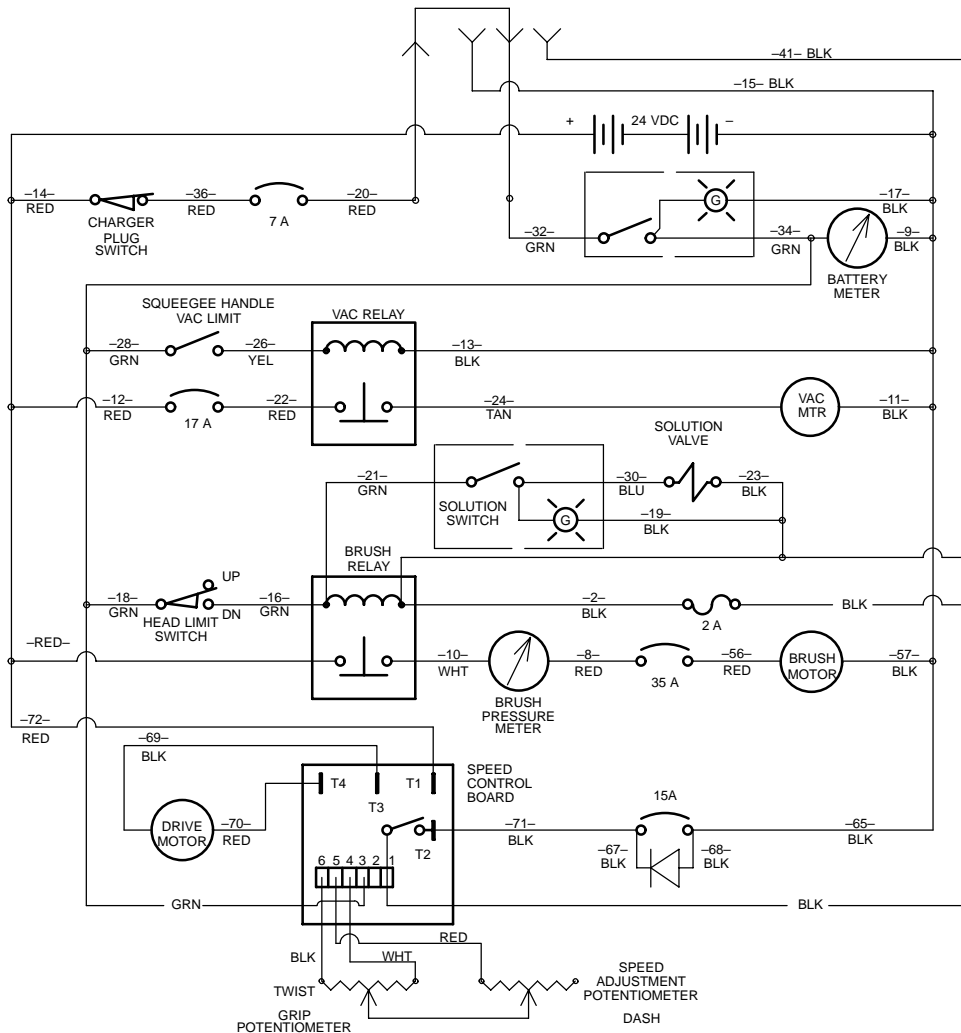 –41– BLK
–15– BLK
+ 24 VDC –
–14–
RED
–36–
RED
–20–
RED
7 A
CHARGER
PLUG
SWITCH
G
–17–
BLK
–32–
GRN
–34–
GRN
–9–
BLK
BATTERY
METER
SQUEEGEE HANDLE
VAC LIMIT
VAC RELAY
–28–
GRN
–26–
YEL
–13–
BLK
–12–
RED
17 A
–22–
RED
–24–
TAN
VAC
MTR
–11–
BLK
SOLUTION
VALVE
–21–
GRN
SOLUTION
SWITCH
–30–
BLU
–23–
BLK
G
–19–
BLK
BRUSH
RELAY
UP
–18–
GRN
DN
–16–
GRN
HEAD LIMIT
SWITCH
–2–
BLK
2 A
BLK
–RED–
–10–
WHT
–8–
RED
35 A
–56–
RED
BRUSH
MOTOR
–57–
BLK
BRUSH
PRESSURE
METER
–72–
RED
–69–
BLK
T4
T3
T1
SPEED
CONTROL
BOARD
DRIVE
MOTOR
–70–
RED
T2
–71–
BLK
15A
–67–
BLK
–68–
BLK
–65–
BLK
6 5 4 3 2 1
GRN
BLK
BLK
WHT
RED
TWIST
GRIP
POTENTIOMETER
SPEED
ADJUSTMENT
POTENTIOMETER
DASH